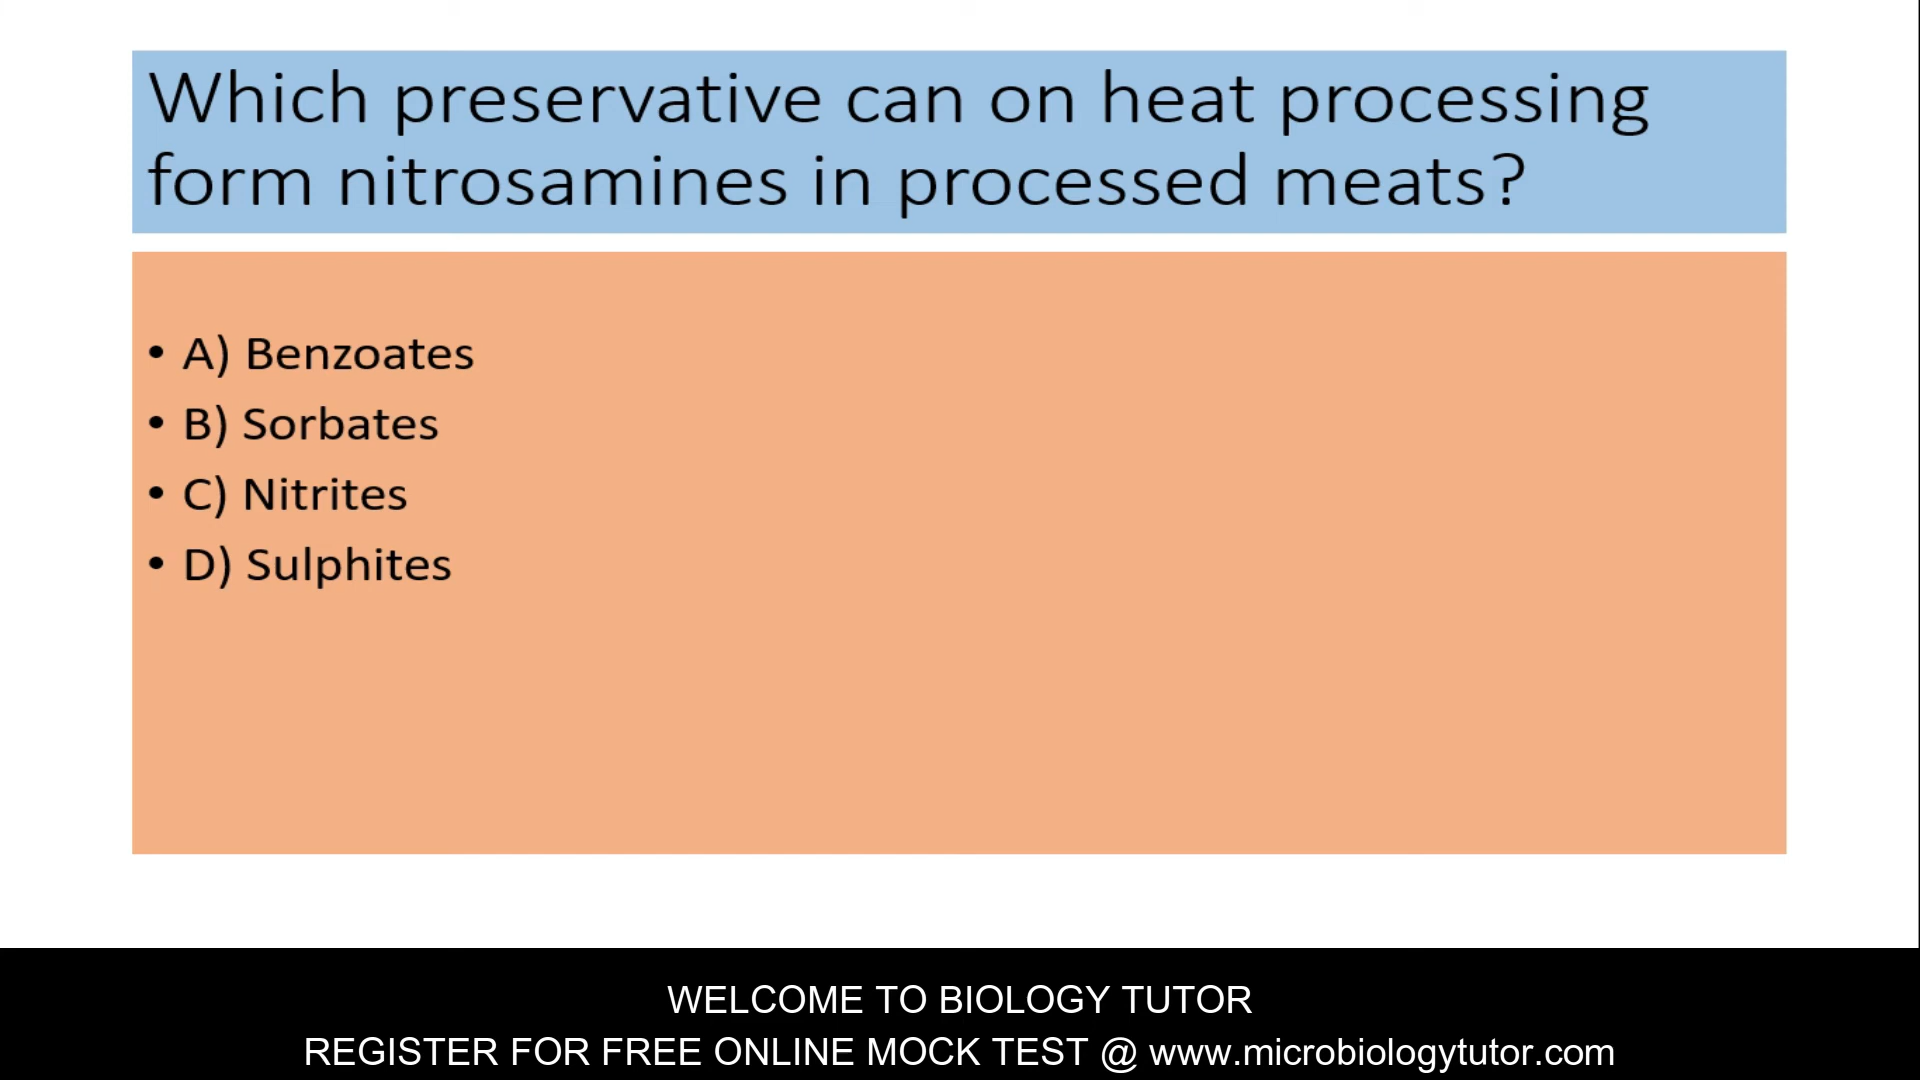 Which preservative can on heat processing
form nitrosamines in processed meats?
• A) Benzoates
• B) Sorbates
• C) Nitrites
• D) Sulphites
WELCOME TO BIOLOGY TUTOR
REGISTER FOR FREE ONLINE MOCK TEST @ www.microbiologytutor.com